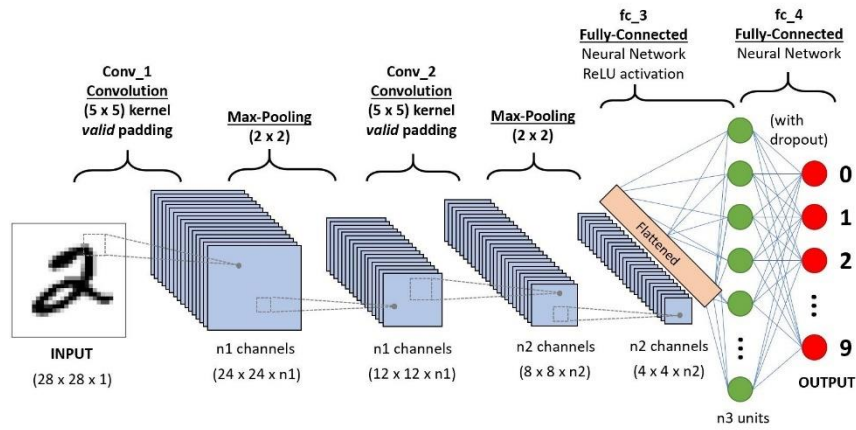 fc_3
Fully-Connected
Neural Network
ReLU activation
fc_4
Fully-Connected
Neural Network
Conv_1
Convolution
(5 x 5) kernel
valid padding
Max-Pooling
(2 x 2)
Conv_2
Convolution
(5 x 5) kernel
valid padding
Max-Pooling
(2 x 2)
(with
dropout)
Flattened
0
1
2
9
OUTPUT
2
INPUT
(28 x 28 x 1)
n1 channels
(24 x 24 x n1)
n1 channels
(12 x 12 x n1)
n2 channels
(8 x 8 x n2)
n2 channels
(4 x 4 x n2)
n3 units